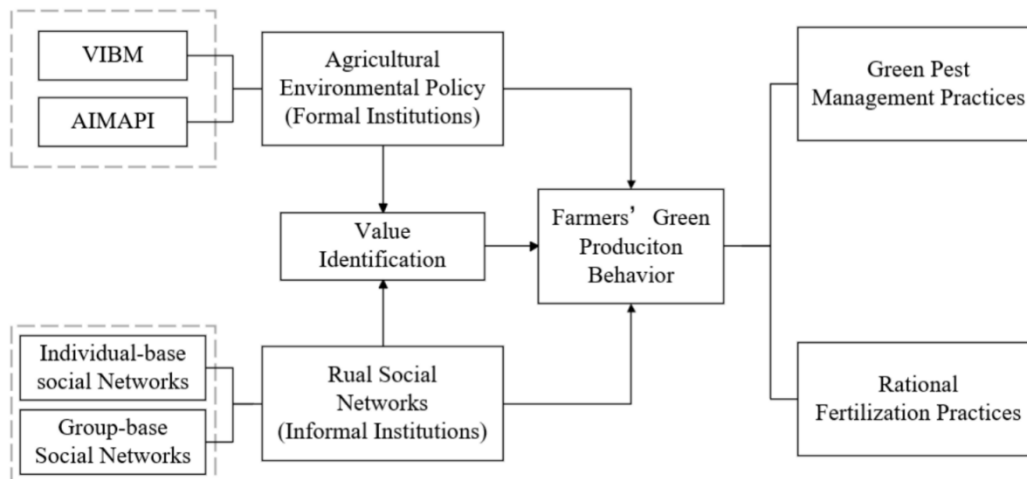 VIBM
AIMAPI
Agricultural
Environmental Policy
(Formal Institutions)
Green Pest
Management Practices
Value
Identification
Farmers’ Green
Produciton
Behavior
Individual-base
social Networks
Group-base
Social Networks
Rual Social
Networks
(Informal Institutions)
Rational
Fertilization Practices